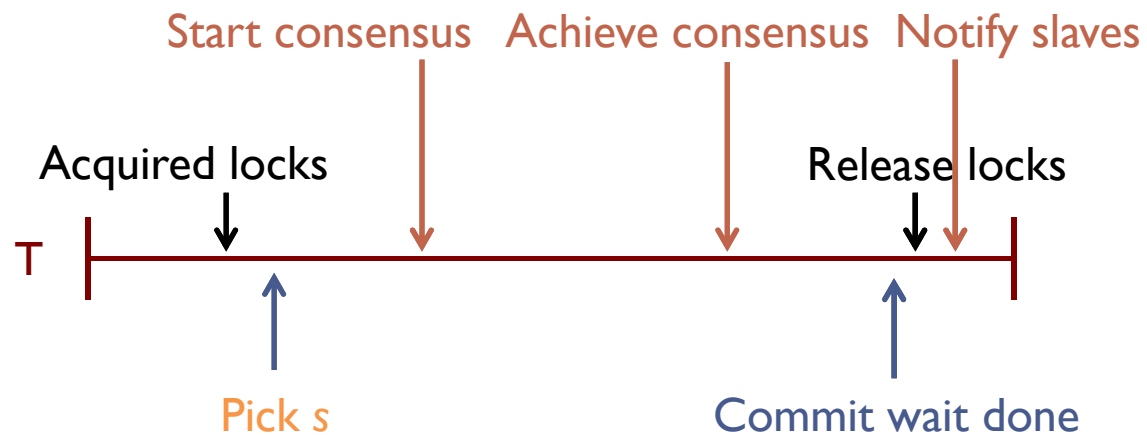 Start consensus Achieve consensus Notify slaves
Acquired locks Release locks
T
Pick s Commit wait done